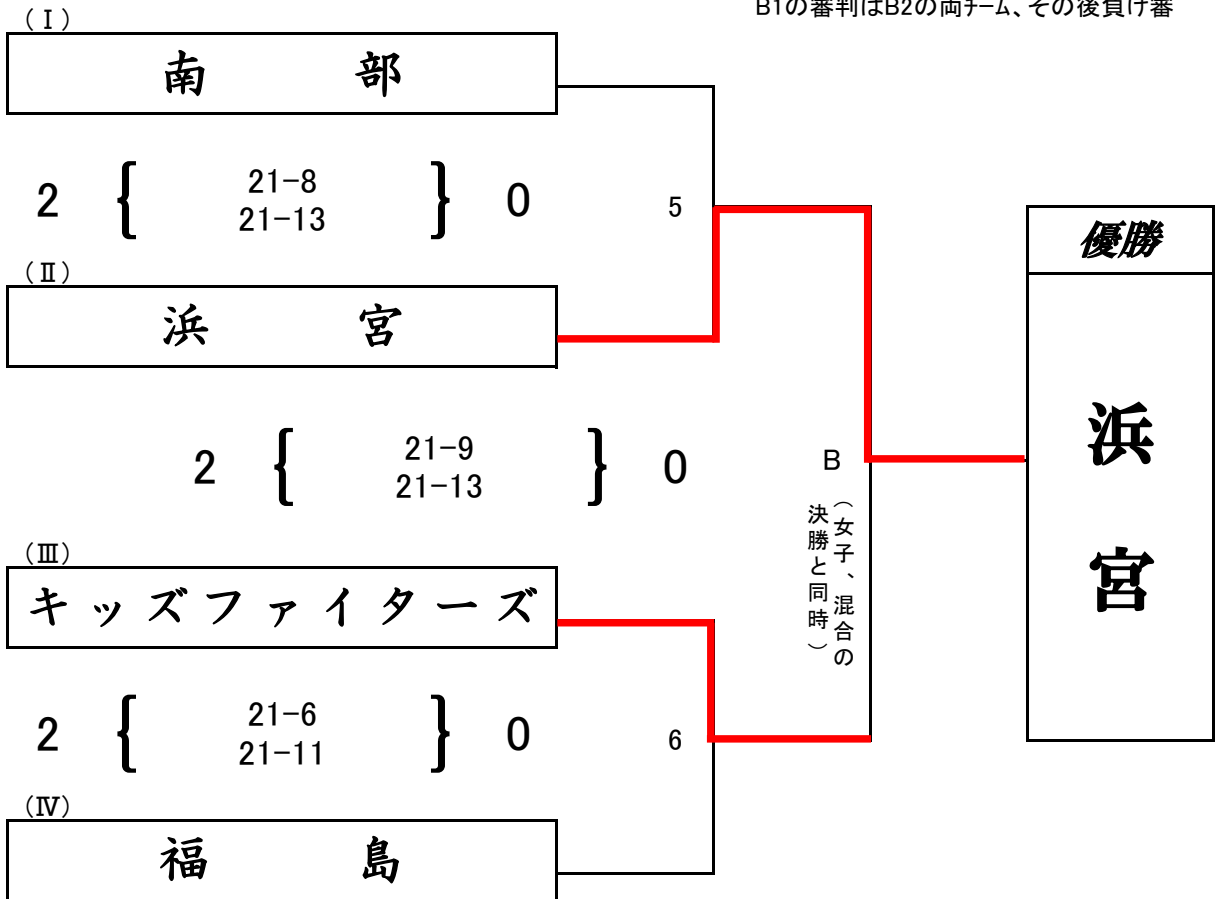 B1の審判はB2の両ﾁｰﾑ、その後負け審
（Ⅰ）
南部
2 { 21-8 } 0
21-13
5
（Ⅱ）
浜宮
優勝
浜宮
2 { 21-9 } 0
21-13
B
（女子、混合の
決勝と同時）
（Ⅲ）
キッズファイターズ
2 { 21-6 } 0
21-11
6
（Ⅳ）
福島